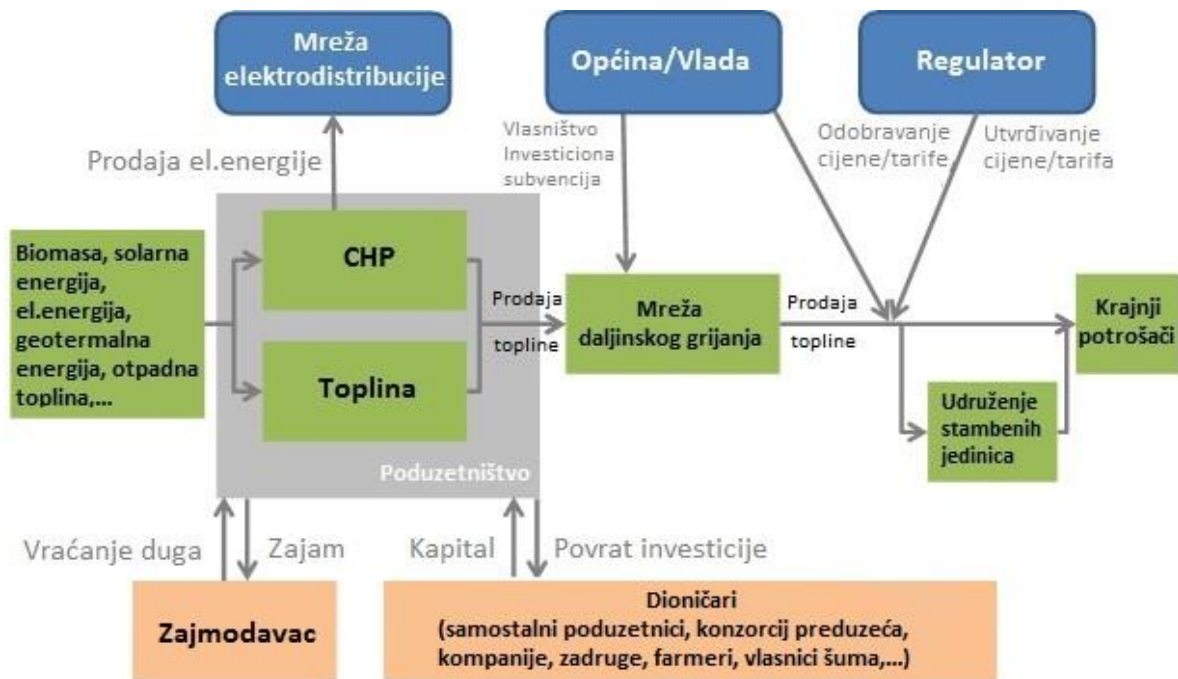 Mreža
elektrodistribucije
Općina/Vlada
Regulator
Prodaja el.energije
Vlasništvo
Investiciona
subvencija
Odobravanje
cijene/tarife
Utvrđivanje
cijene/tarifa
Biomasa, solarna
energija,
el.energija,
geotermalna
energija, otpadna
toplina,...
CHP
Toplina
Poduzetništvo
Prodaja
topline
Mreža
daljinskog grijanja
Prodaja
topline
Krajnji
potrošači
Udruženje
stambenih
jedinica
Vraćanje duga
Zajam
Kapital
Povrat investicije
Zajmodavac
Dioničari
(samostalni poduzetnici, konzorcij preduzeća,
kompanije, zadruge, farmeri, vlasnici šuma,...)